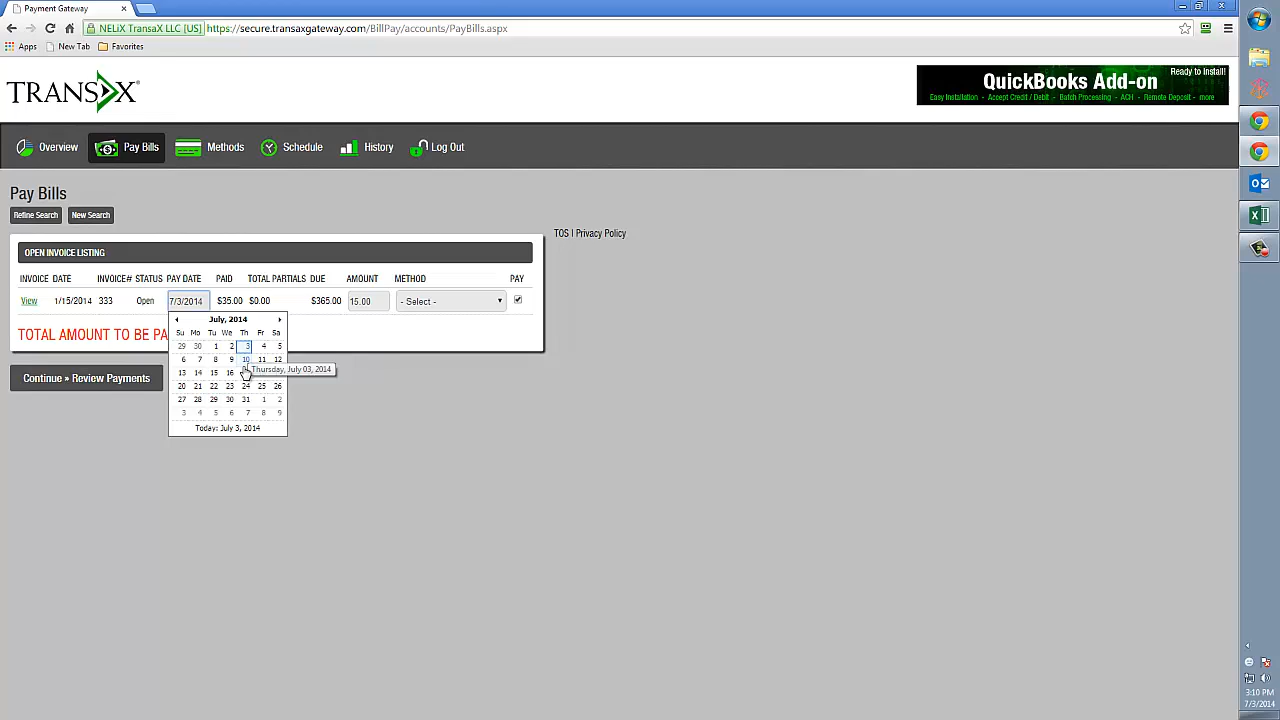 Payment Gateway
NELiX TransaX LLC [US] https://secure.transaxgateway.com/BillPay/accounts/PayBills.aspx
Apps New Tab Favorites
TRANSAX
Ready to Install!
QuickBooks Add-on
Easy Installation - Accept Credit / Debit - Batch Processing - ACH - Remote Deposit - more
Overview Pay Bills Methods Schedule History Log Out
Pay Bills
Refine Search New Search
TOS | Privacy Policy
OPEN INVOICE LISTING
INVOICE DATE INVOICE# STATUS PAY DATE PAID TOTAL PARTIALS DUE AMOUNT METHOD PAY
View 1/15/2014 333 Open 7/3/2014 $35.00 $0.00 $365.00 15.00 - Select -
TOTAL AMOUNT TO BE PA
Continue » Review Payments
July, 2014
Su Mo Tu We Th Fr Sa
29 30 1 2 3 4 5
6 7 8 9 10 11 12
Thursday, July 03, 2014
13 14 15 16
20 21 22 23 24 25 26
27 28 29 30 31 1 2
3 4 5 6 7 8 9
Today: July 3, 2014
3:10 PM
7/3/2014